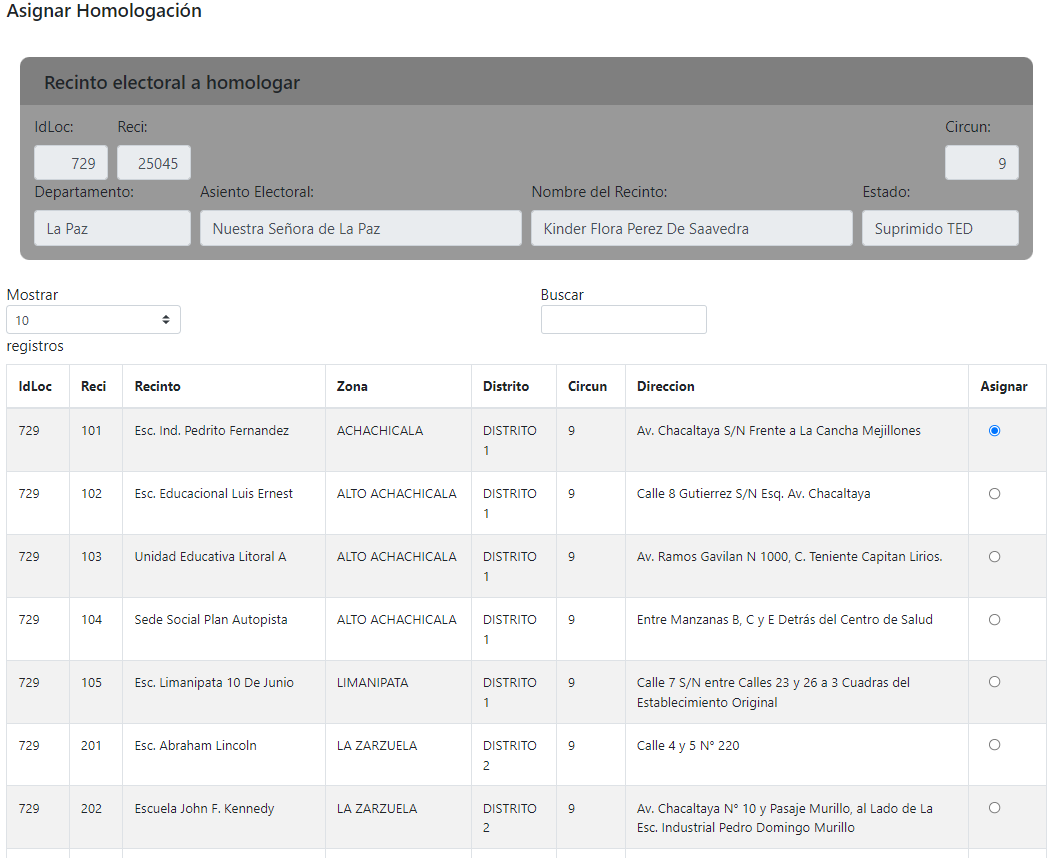 Asignar Homologación
Recinto electoral a homologar
IdLoc: Reci: Circun:
729 25045 9
Departamento: Asiento Electoral: Nombre del Recinto: Estado:
La Paz Nuestra Señora de La Paz Kinder Flora Perez De Saavedra Suprimido TED
Mostrar Buscar
10
registros
IdLoc Reci Recinto Zona Distrito Circun Direccion Asignar
729 101 Esc. Ind. Pedrito Fernandez ACHACHICALA DISTRITO 9 Av. Chacaltaya S/N Frente a La Cancha Mejillones
1
729 102 Esc. Educacional Luis Ernest ALTO ACHACHICALA DISTRITO 9 Calle 8 Gutierrez S/N Esq. Av. Chacaltaya
1
729 103 Unidad Educativa Litoral A ALTO ACHACHICALA DISTRITO 9 Av. Ramos Gavilan N 1000, C. Teniente Capitan Lirios.
1
729 104 Sede Social Plan Autopista ALTO ACHACHICALA DISTRITO 9 Entre Manzanas B, C y E Detrás del Centro de Salud
1
729 105 Esc. Limanipata 10 De Junio LIMANIPATA DISTRITO 9 Calle 7 S/N entre Calles 23 y 26 a 3 Cuadras del
1 Establecimiento Original
729 201 Esc. Abraham Lincoln LA ZARZUELA DISTRITO 9 Calle 4 y 5 N° 220
2
729 202 Escuela John F. Kennedy LA ZARZUELA DISTRITO 9 Av. Chacaltaya N° 10 y Pasaje Murillo, al Lado de La
2 Esc. Industrial Pedro Domingo Murillo